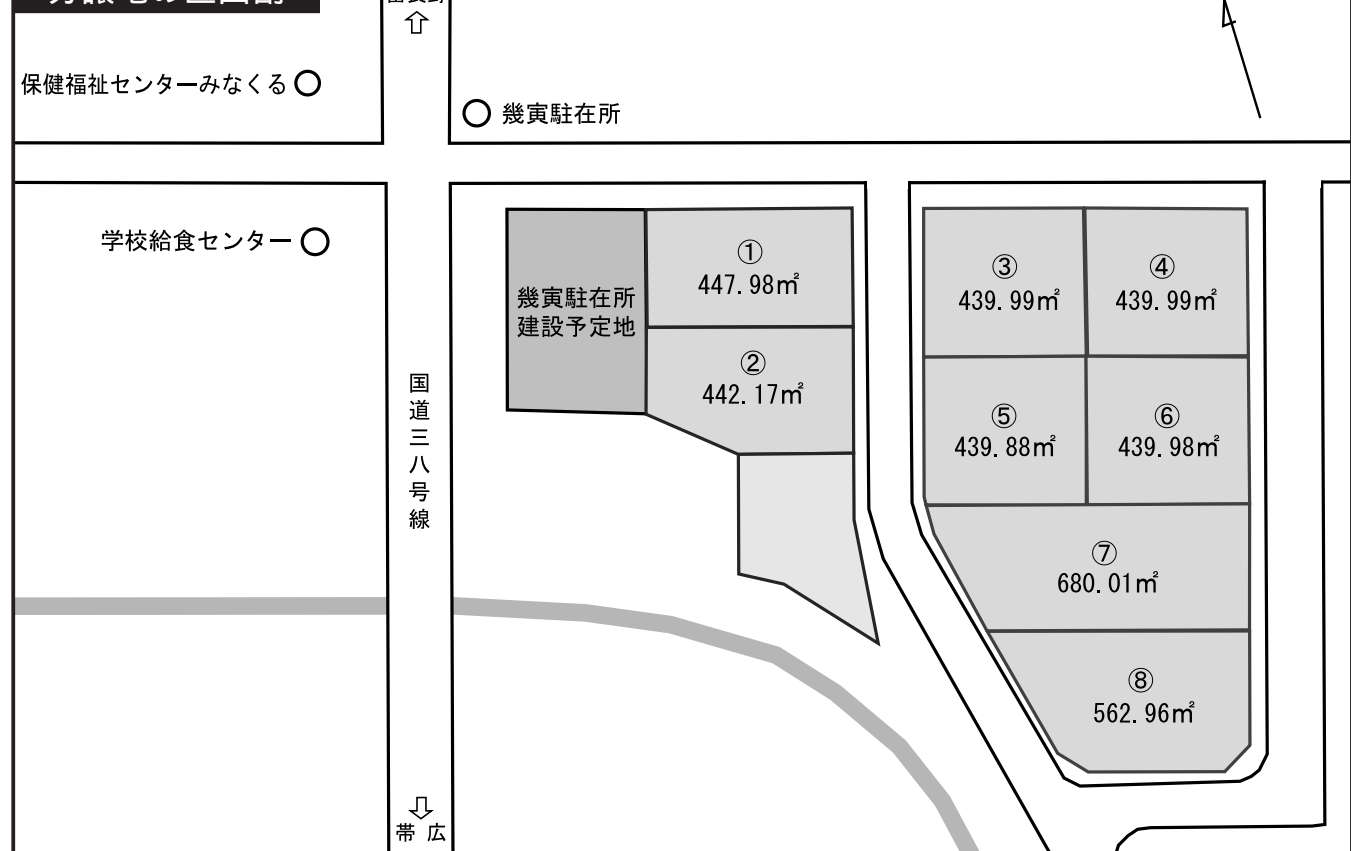 保健福祉センターみなくる
幾寅駐在所
学校給食センター
幾寅駐在所
建設予定地
①
447.98㎡
②
442.17㎡
③
439.99㎡
④
439.99㎡
⑤
439.88㎡
⑥
439.98㎡
⑦
680.01㎡
⑧
562.96㎡
国道三八号線
帯広